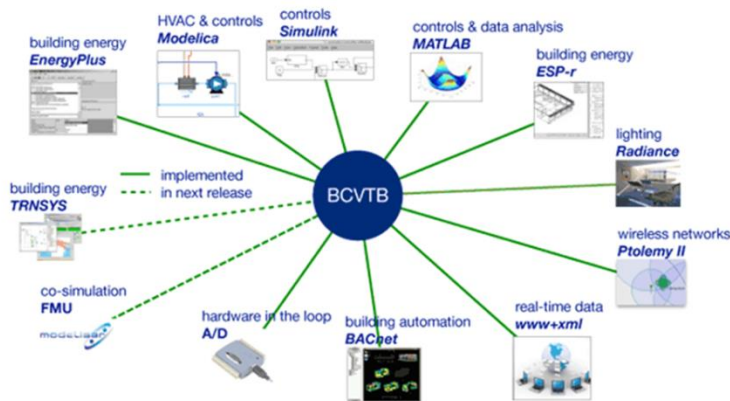 controls
Simulink
HVAC & controls
Modelica
controls & data analysis
MATLAB
building energy
EnergyPlus
building energy
ESP-r
lighting
Radiance
implemented
in next release
BCVTB
building energy
TRNSYS
wireless networks
Ptolemy II
co-simulation
FMU
modelisar
hardware in the loop
A/D
building automation
BACnet
real-time data
www+xml